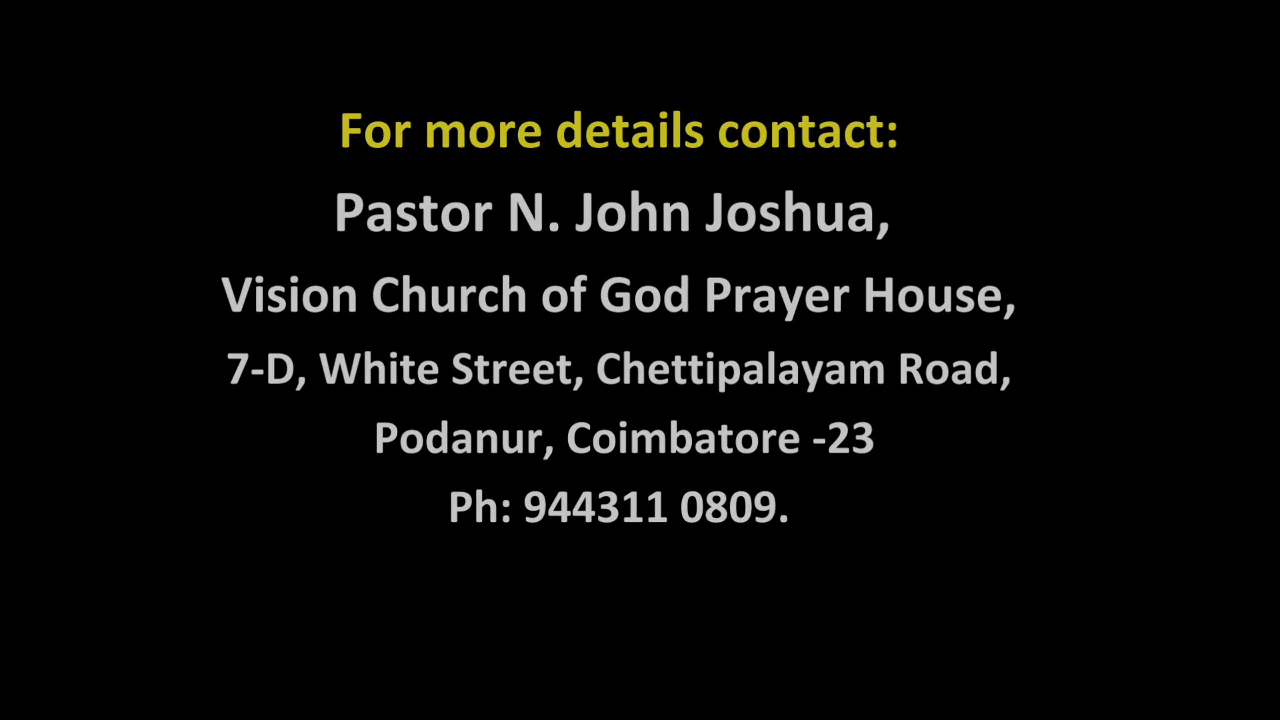 For more details contact:
Pastor N. John Joshua,
Vision Church of God Prayer House,
7-D, White Street, Chettipalayam Road,
Podanur, Coimbatore -23
Ph: 944311 0809.